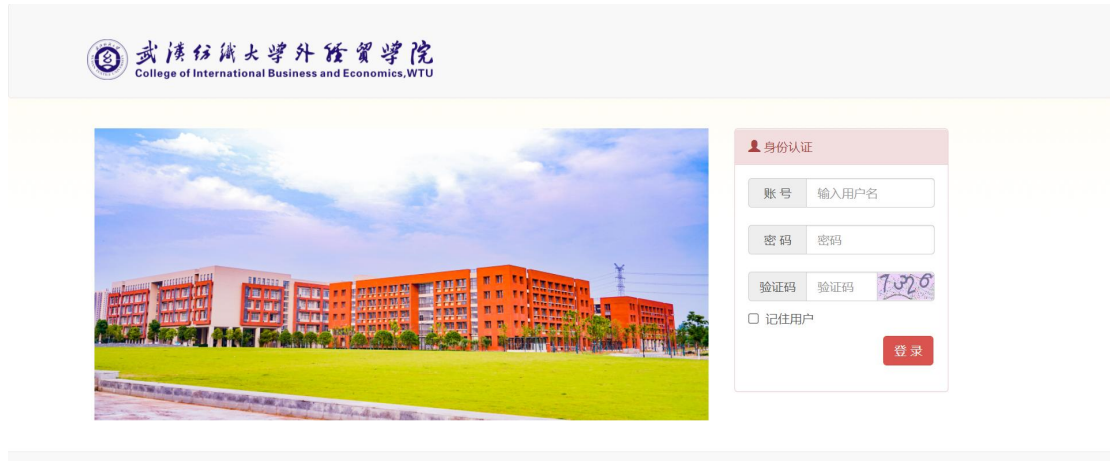 武汉纺织大学外经贸学院
College of International Business and Economics,WTU
身份认证
账 号 输入用户名
密 码 密码
验证码 验证码 7326
记住用户
登 录